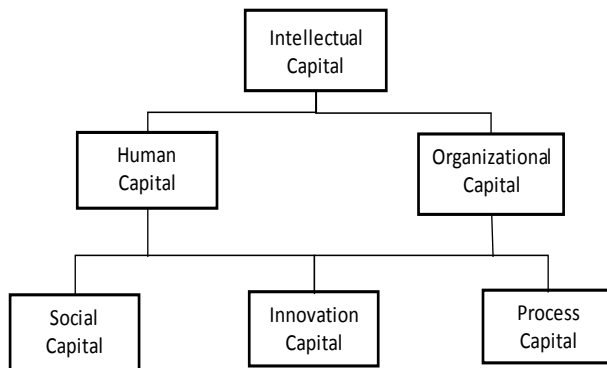 Intellectual
Capital
Human
Capital
Organizational
Capital
Social
Capital
Innovation
Capital
Process
Capital